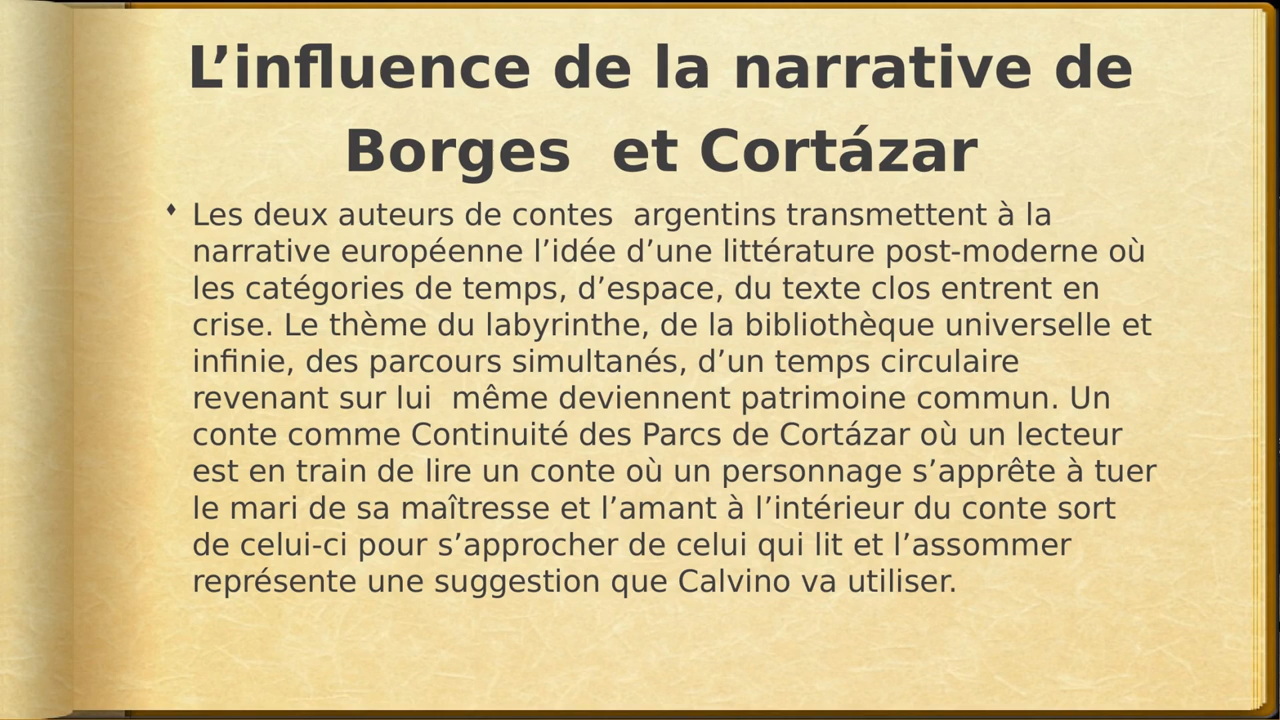 L’influence de la narrative de
Borges  et Cortázar
Les deux auteurs de contes  argentins transmettent à la
narrative européenne l’idée d’une littérature post-moderne où
les catégories de temps, d’espace, du texte clos entrent en
crise. Le thème du labyrinthe, de la bibliothèque universelle et
infinie, des parcours simultanés, d’un temps circulaire
revenant sur lui  même deviennent patrimoine commun. Un
conte comme Continuité des Parcs de Cortázar où un lecteur
est en train de lire un conte où un personnage s’apprête à tuer
le mari de sa maîtresse et l’amant à l’intérieur du conte sort
de celui-ci pour s’approcher de celui qui lit et l’assommer
représente une suggestion que Calvino va utiliser.